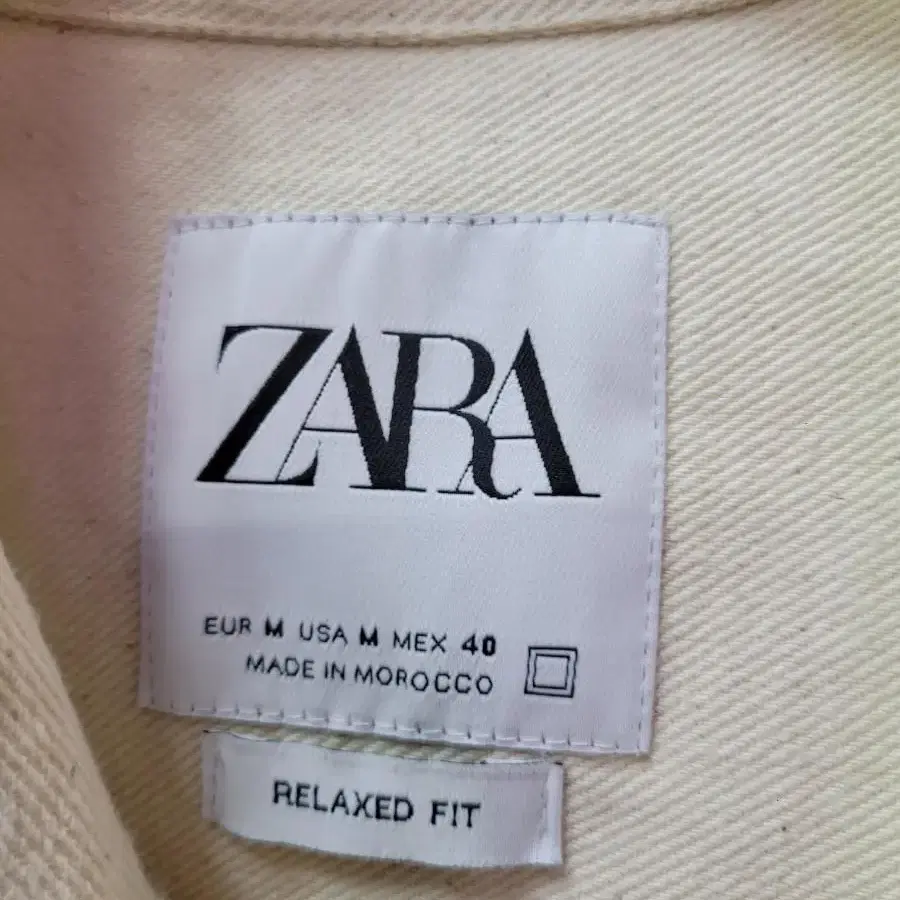 ZARA
EUR M USA M MEX 40
MADE IN MOROCCO
RELAXED FIT